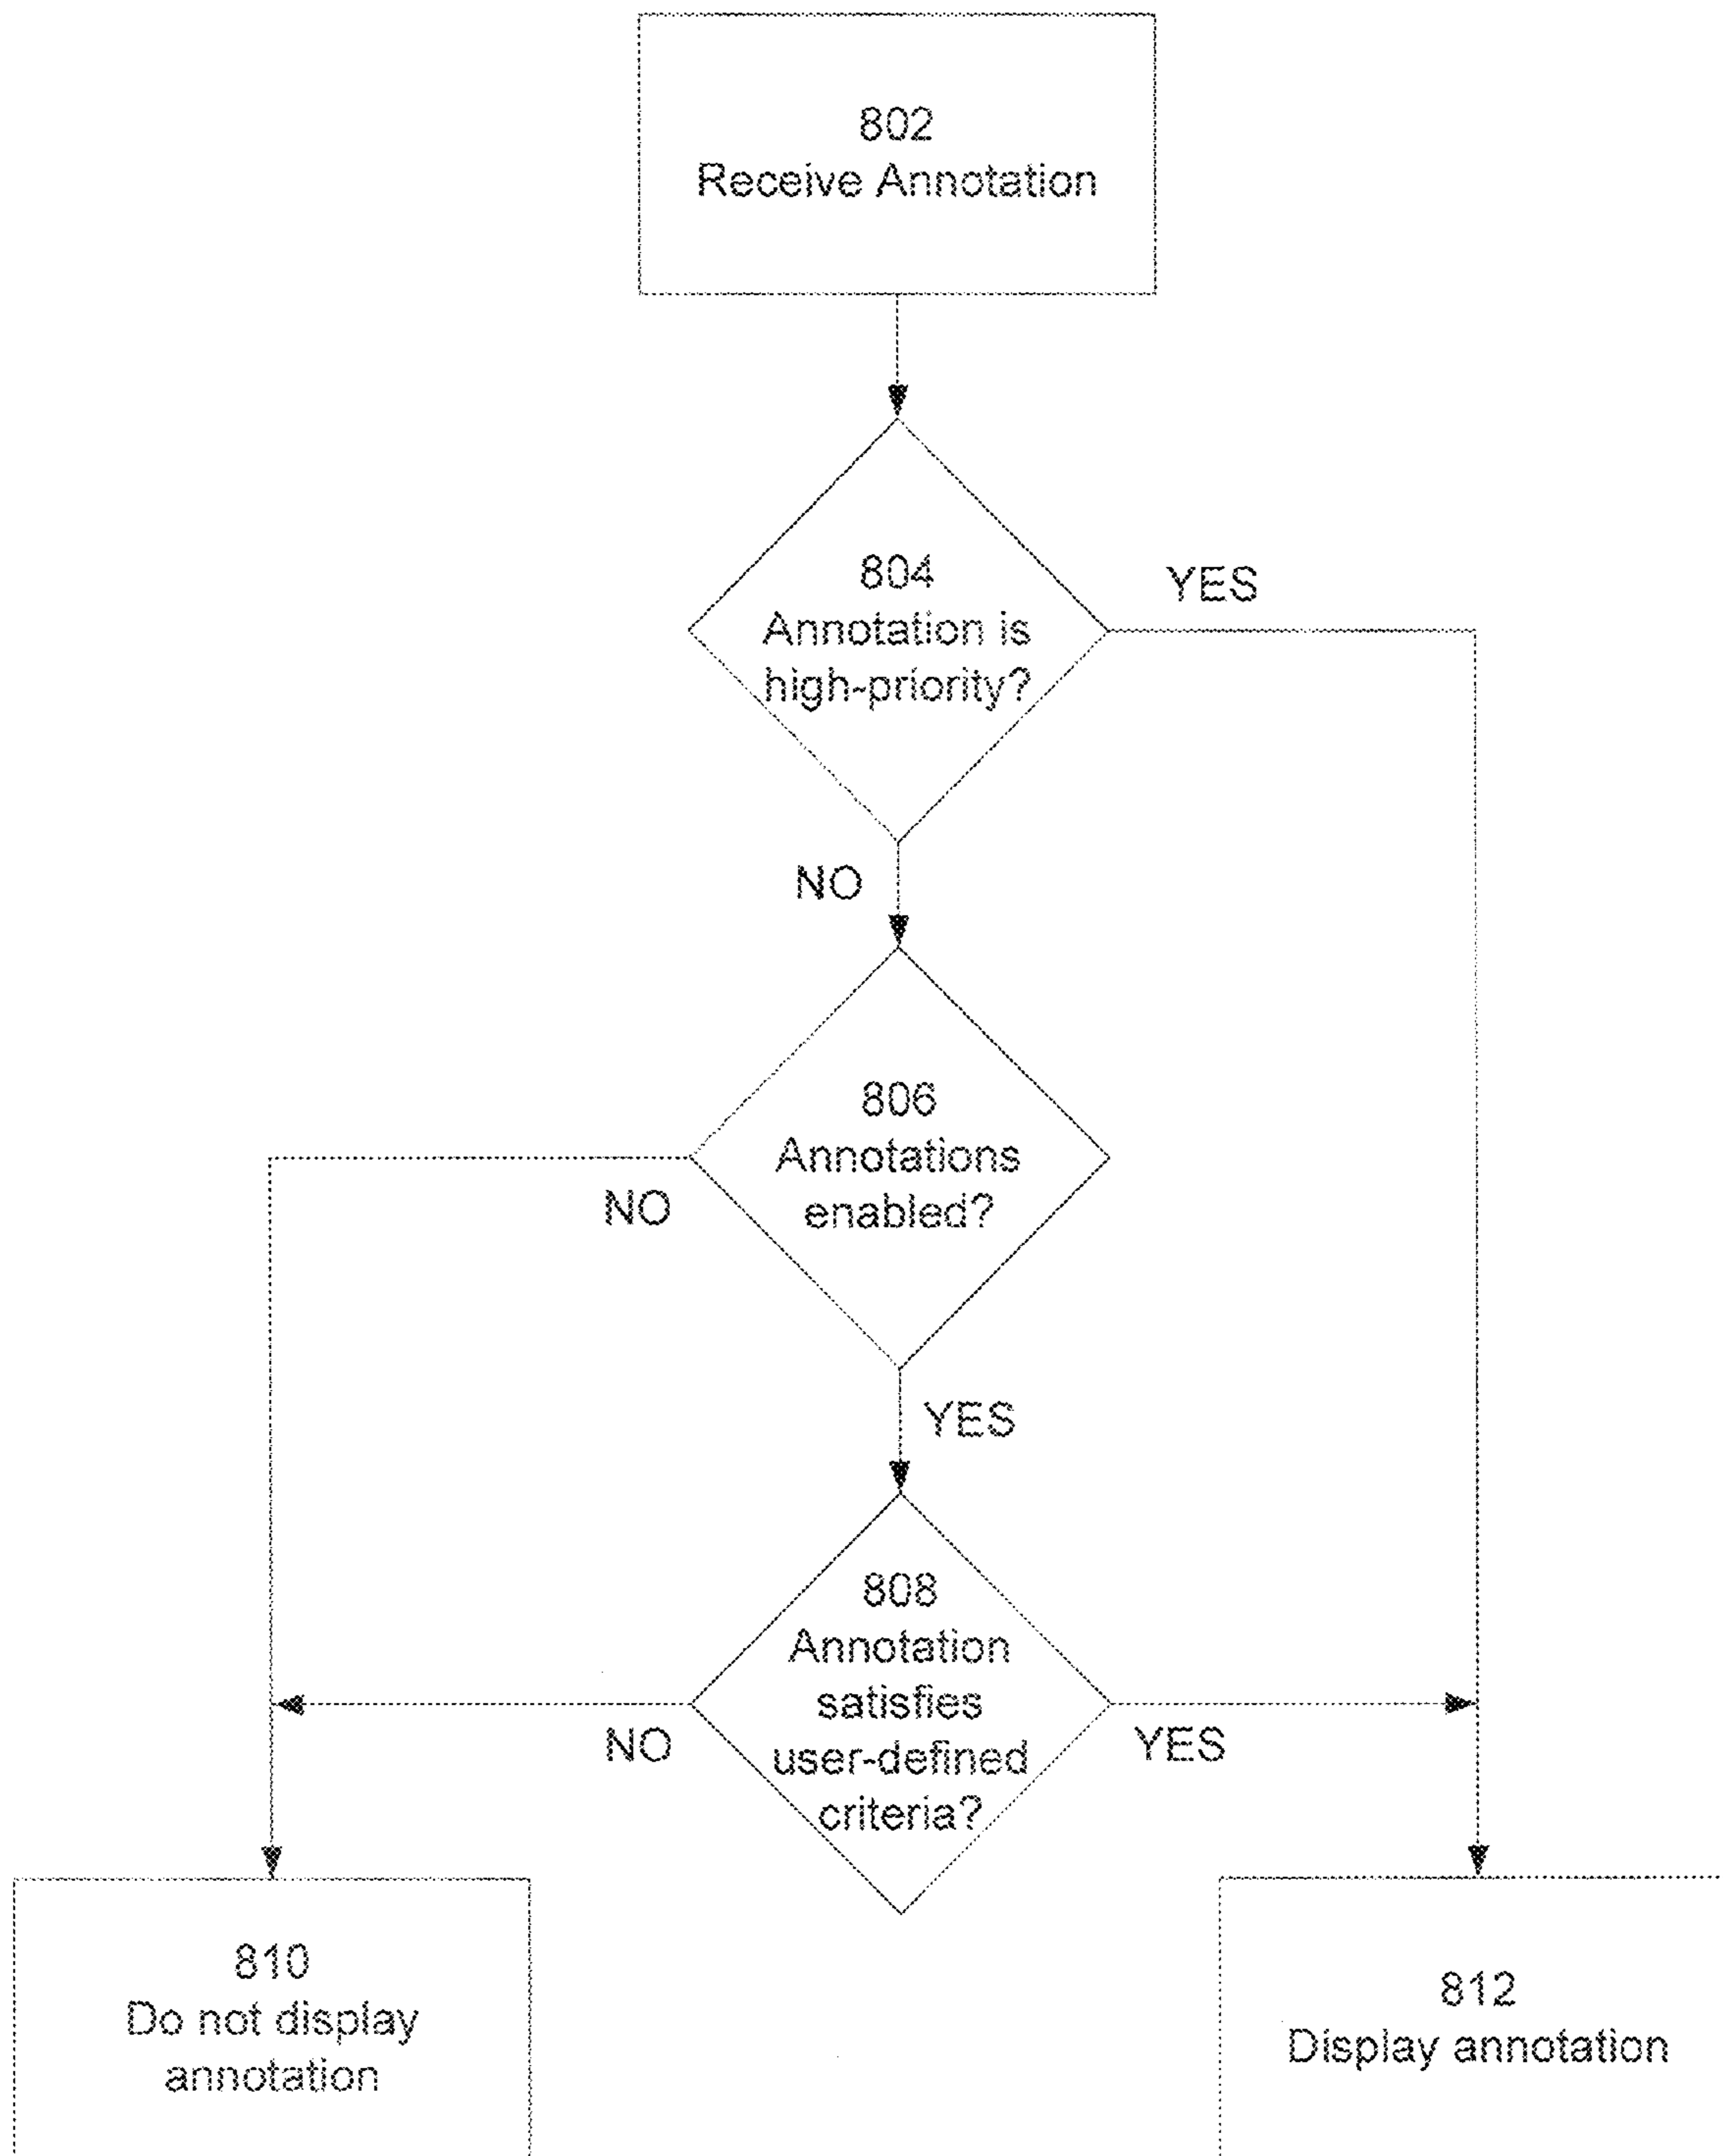 802
Receive Annotation
804
Annotation is
high-priority?
YES
NO
806
Annotations
enabled?
NO
YES
808
Annotation
satisfies
user-defined
criteria?
NO
YES
810
Do not display
annotation
812
Display annotation